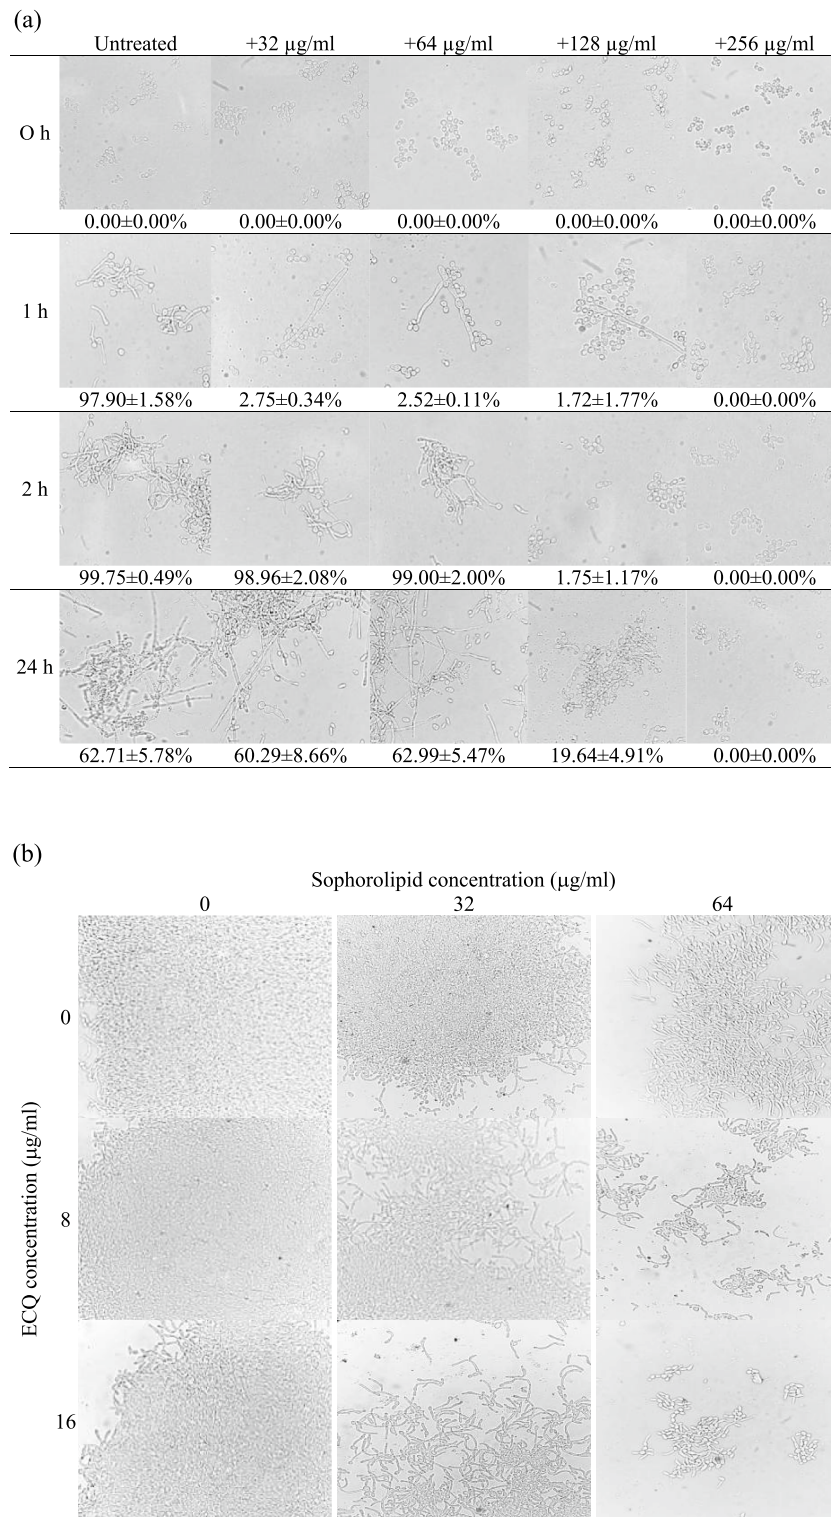 (a)
Untreated +32 µg/ml +64 µg/ml +128 µg/ml +256 µg/ml
O h
0.00±0.00% 0.00±0.00% 0.00±0.00% 0.00±0.00% 0.00±0.00%
1 h
97.90±1.58% 2.75±0.34% 2.52±0.11% 1.72±1.77% 0.00±0.00%
2 h
99.75±0.49% 98.96±2.08% 99.00±2.00% 1.75±1.17% 0.00±0.00%
24 h
62.71±5.78% 60.29±8.66% 62.99±5.47% 19.64±4.91% 0.00±0.00%
(b)
Sophorolipid concentration (µg/ml)
0 32 64
ECQ concentration (µg/ml)
0
8
16